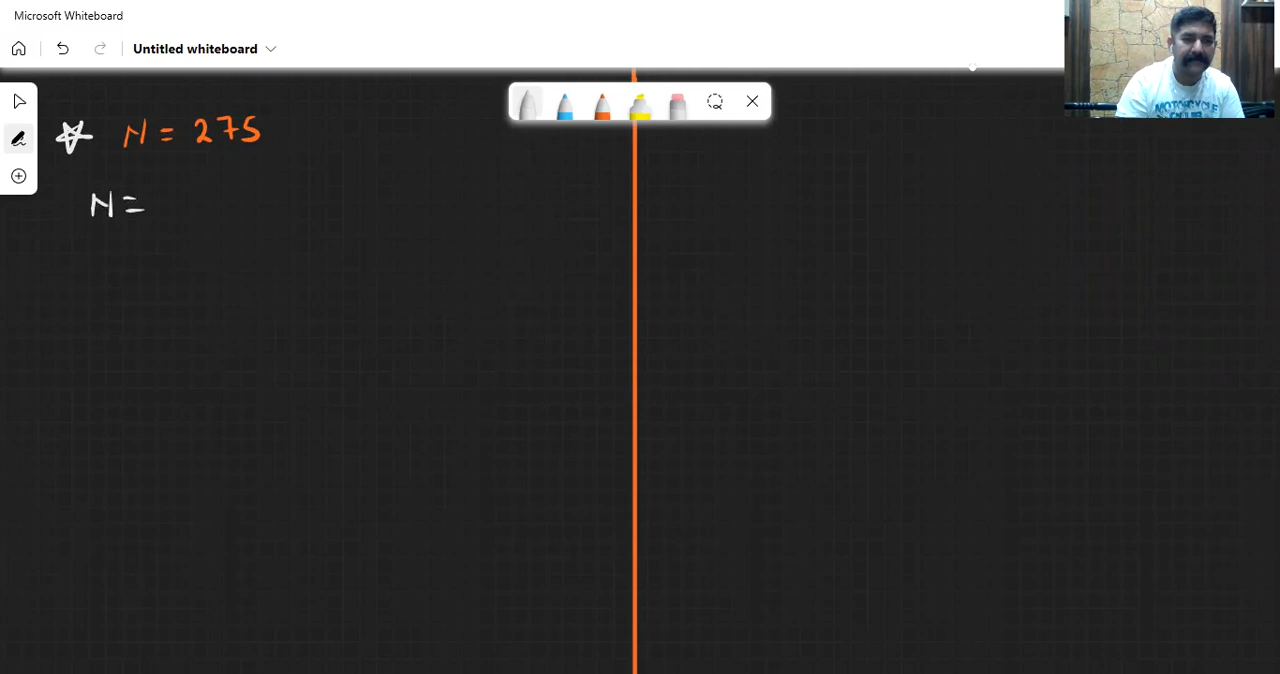 Microsoft Whiteboard
Untitled whiteboard
N = 275
N =
MOTORCYCLE